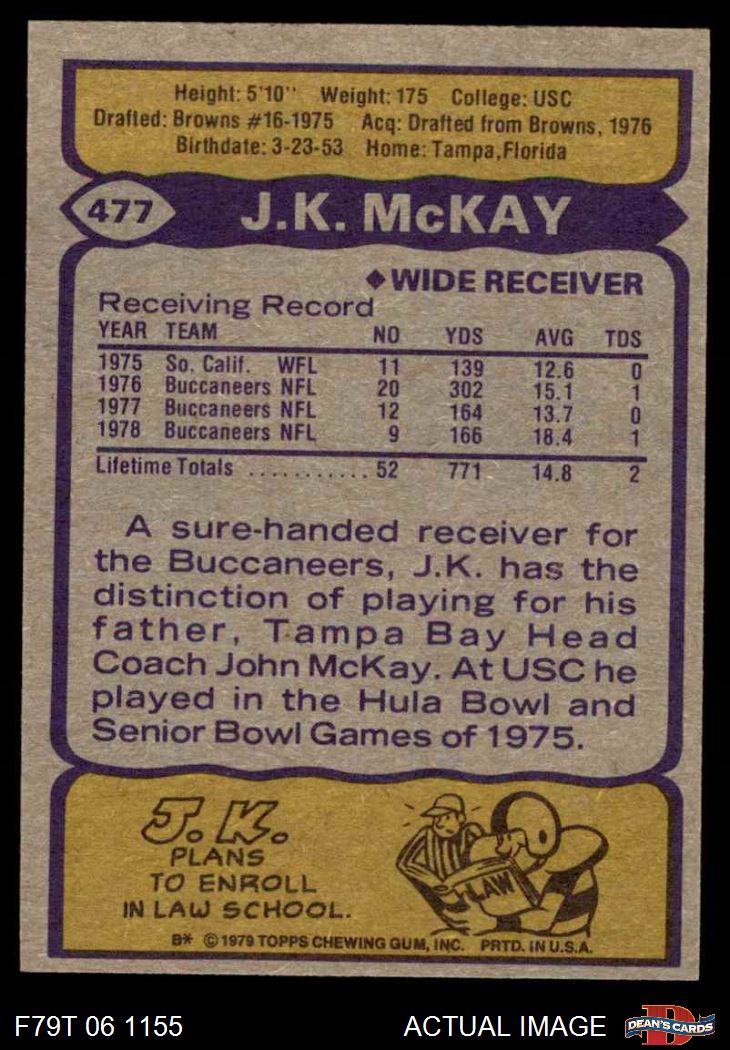 Height: 5'10" Weight: 175 College: USC
Drafted: Browns #16-1975 Acq: Drafted from Browns, 1976
Birthdate: 3-23-53 Home: Tampa,Florida
477 J.K. McKAY
◆WIDE RECEIVER
Receiving Record
YEAR TEAM NO YDS AVG TDS
1975 So. Calif. WFL 11 139 12.6 0
1976 Buccaneers NFL 20 302 15.1 1
1977 Buccaneers NFL 12 164 13.7 0
1978 Buccaneers NFL 9 166 18.4 1
Lifetime Totals ........... 52 771 14.8 2
A sure-handed receiver for
the Buccaneers, J.K. has the
distinction of playing for his
father, Tampa Bay Head
Coach John McKay. At USC he
played in the Hula Bowl and
Senior Bowl Games of 1975.
J.K.
PLANS
TO ENROLL
IN LAW SCHOOL.
LAW
B* © 1979 TOPPS CHEWING GUM, INC. PRTD. IN U.S.A.
F79T 06 1155 ACTUAL IMAGE D DEAN'S CARDS